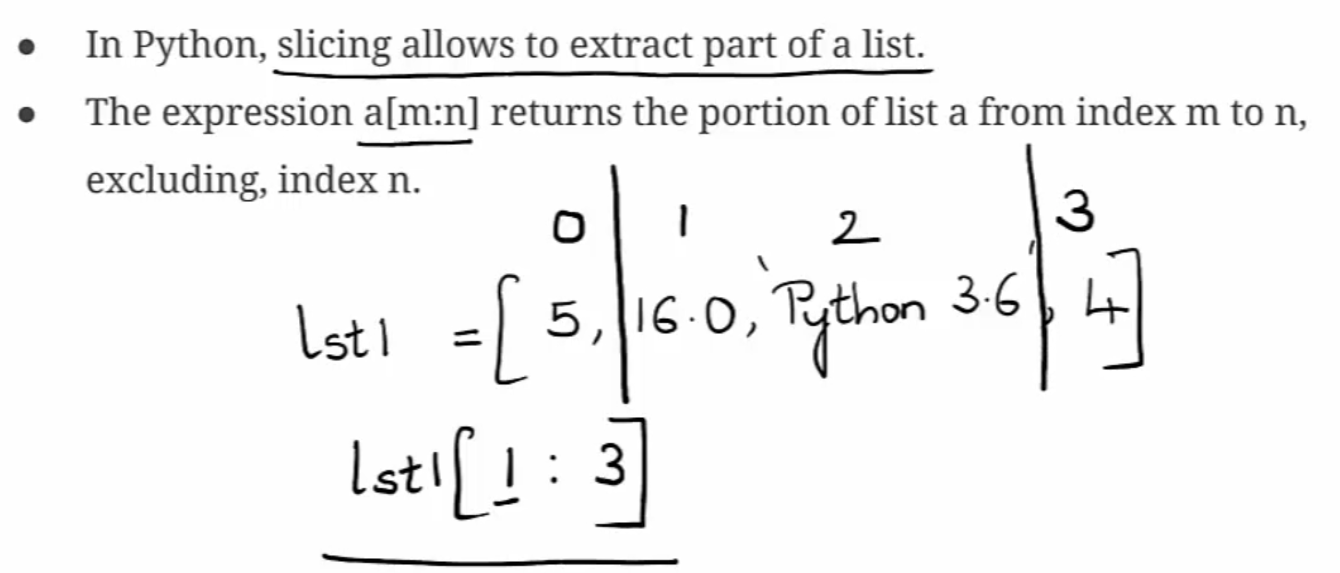 • In Python, slicing allows to extract part of a list.
• The expression a[m:n] returns the portion of list a from index m to n,
excluding, index n.
0 1 2 3
lst1 = [ 5, 16.0, 'Python 3.6', 4 ]
lst1[ 1 : 3 ]